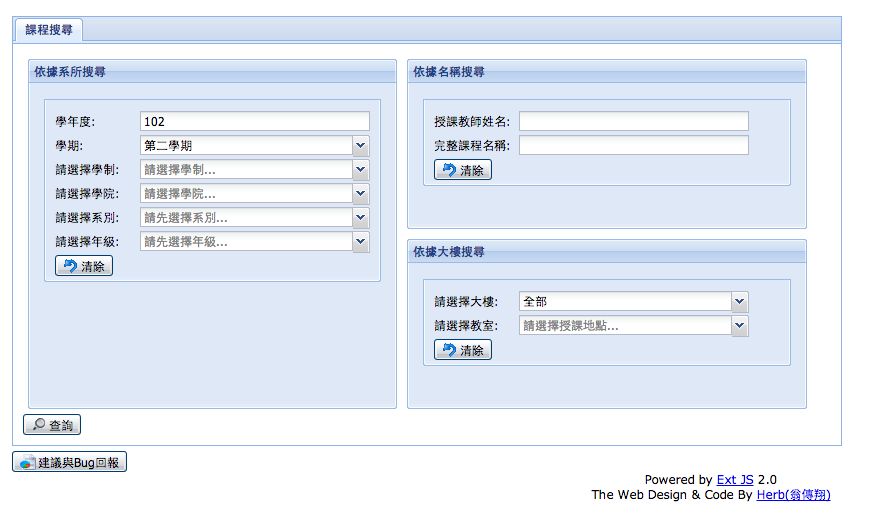 課程搜尋
依據系所搜尋
學年度: 102
學期: 第二學期
請選擇學制: 請選擇學制...
請選擇學院: 請選擇學院...
請選擇系別: 請先選擇系別...
請選擇年級: 請先選擇年級...
清除
依據名稱搜尋
授課教師姓名:
完整課程名稱:
清除
依據大樓搜尋
請選擇大樓: 全部
請選擇教室: 請選擇授課地點...
清除
查詢
建議與Bug回報
Powered by Ext JS 2.0
The Web Design & Code By Herb(翁傳翔)